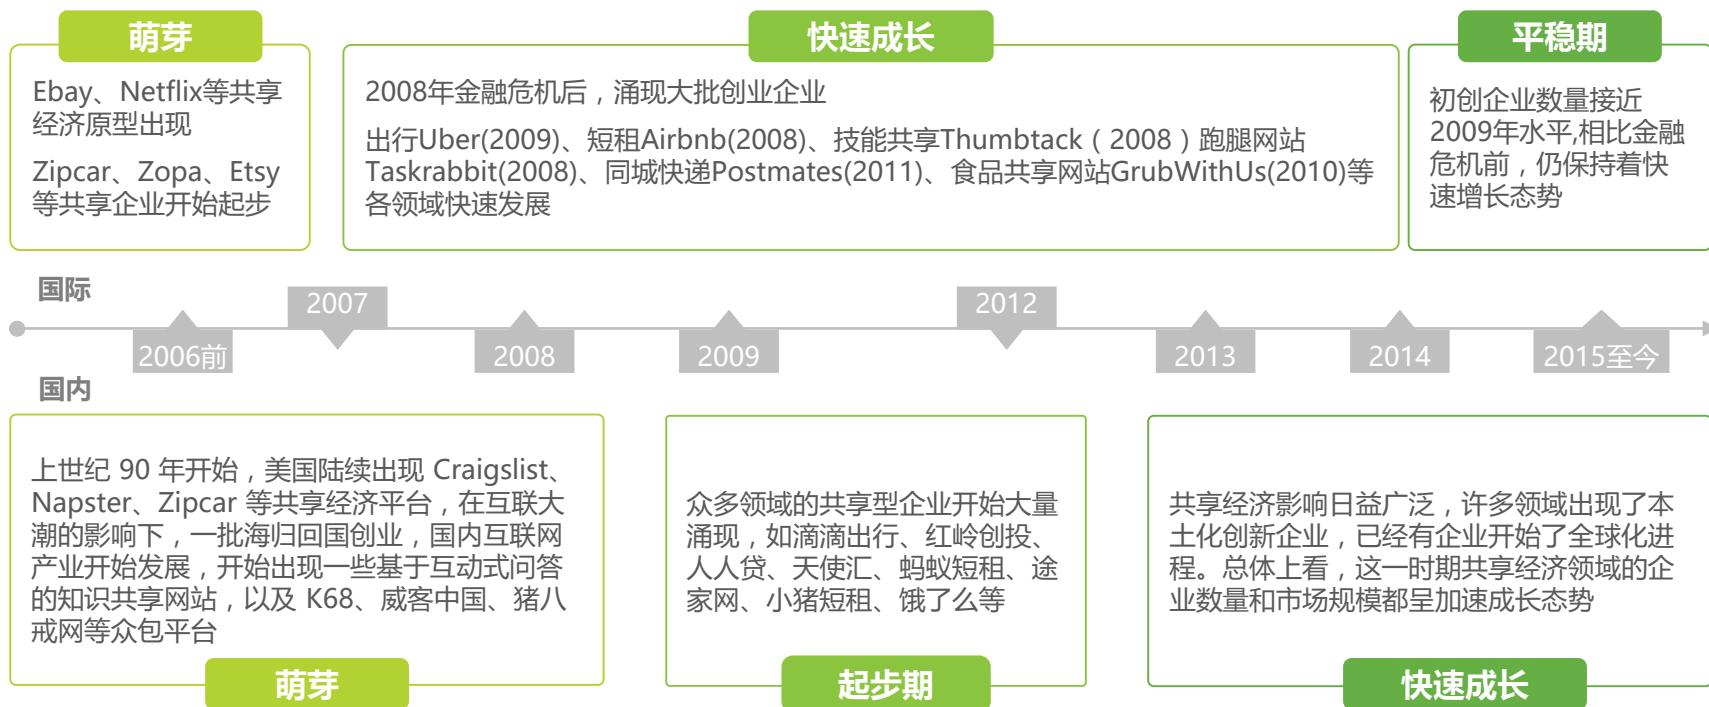 萌芽
Ebay、Netflix等共享
经济原型出现
Zipcar、Zopa、Etsy
等共享企业开始起步
快速成长
2008年金融危机后，涌现大批创业企业
出行Uber(2009)、短租Airbnb(2008)、技能共享Thumbtack（2008）跑腿网站
Taskrabbit(2008)、同城快递Postmates(2011)、食品共享网站GrubWithUs(2010)等
各领域快速发展
平稳期
初创企业数量接近
2009年水平,相比金融
危机前，仍保持着快
速增长态势
国际
2006前
2007
2008
2009
2012
2013
2014
2015至今
国内
上世纪 90 年开始，美国陆续出现 Craigslist、
Napster、Zipcar 等共享经济平台，在互联大
潮的影响下，一批海归回国创业，国内互联网
产业开始发展，开始出现一些基于互动式问答
的知识共享网站，以及 K68、威客中国、猪八
戒网等众包平台
萌芽
众多领域的共享型企业开始大量
涌现，如滴滴出行、红岭创投、
人人贷、天使汇、蚂蚁短租、途
家网、小猪短租、饿了么等
起步期
共享经济影响日益广泛，许多领域出现了本
土化创新企业，已经有企业开始了全球化进
程。总体上看，这一时期共享经济领域的企
业数量和市场规模都呈加速成长态势
快速成长